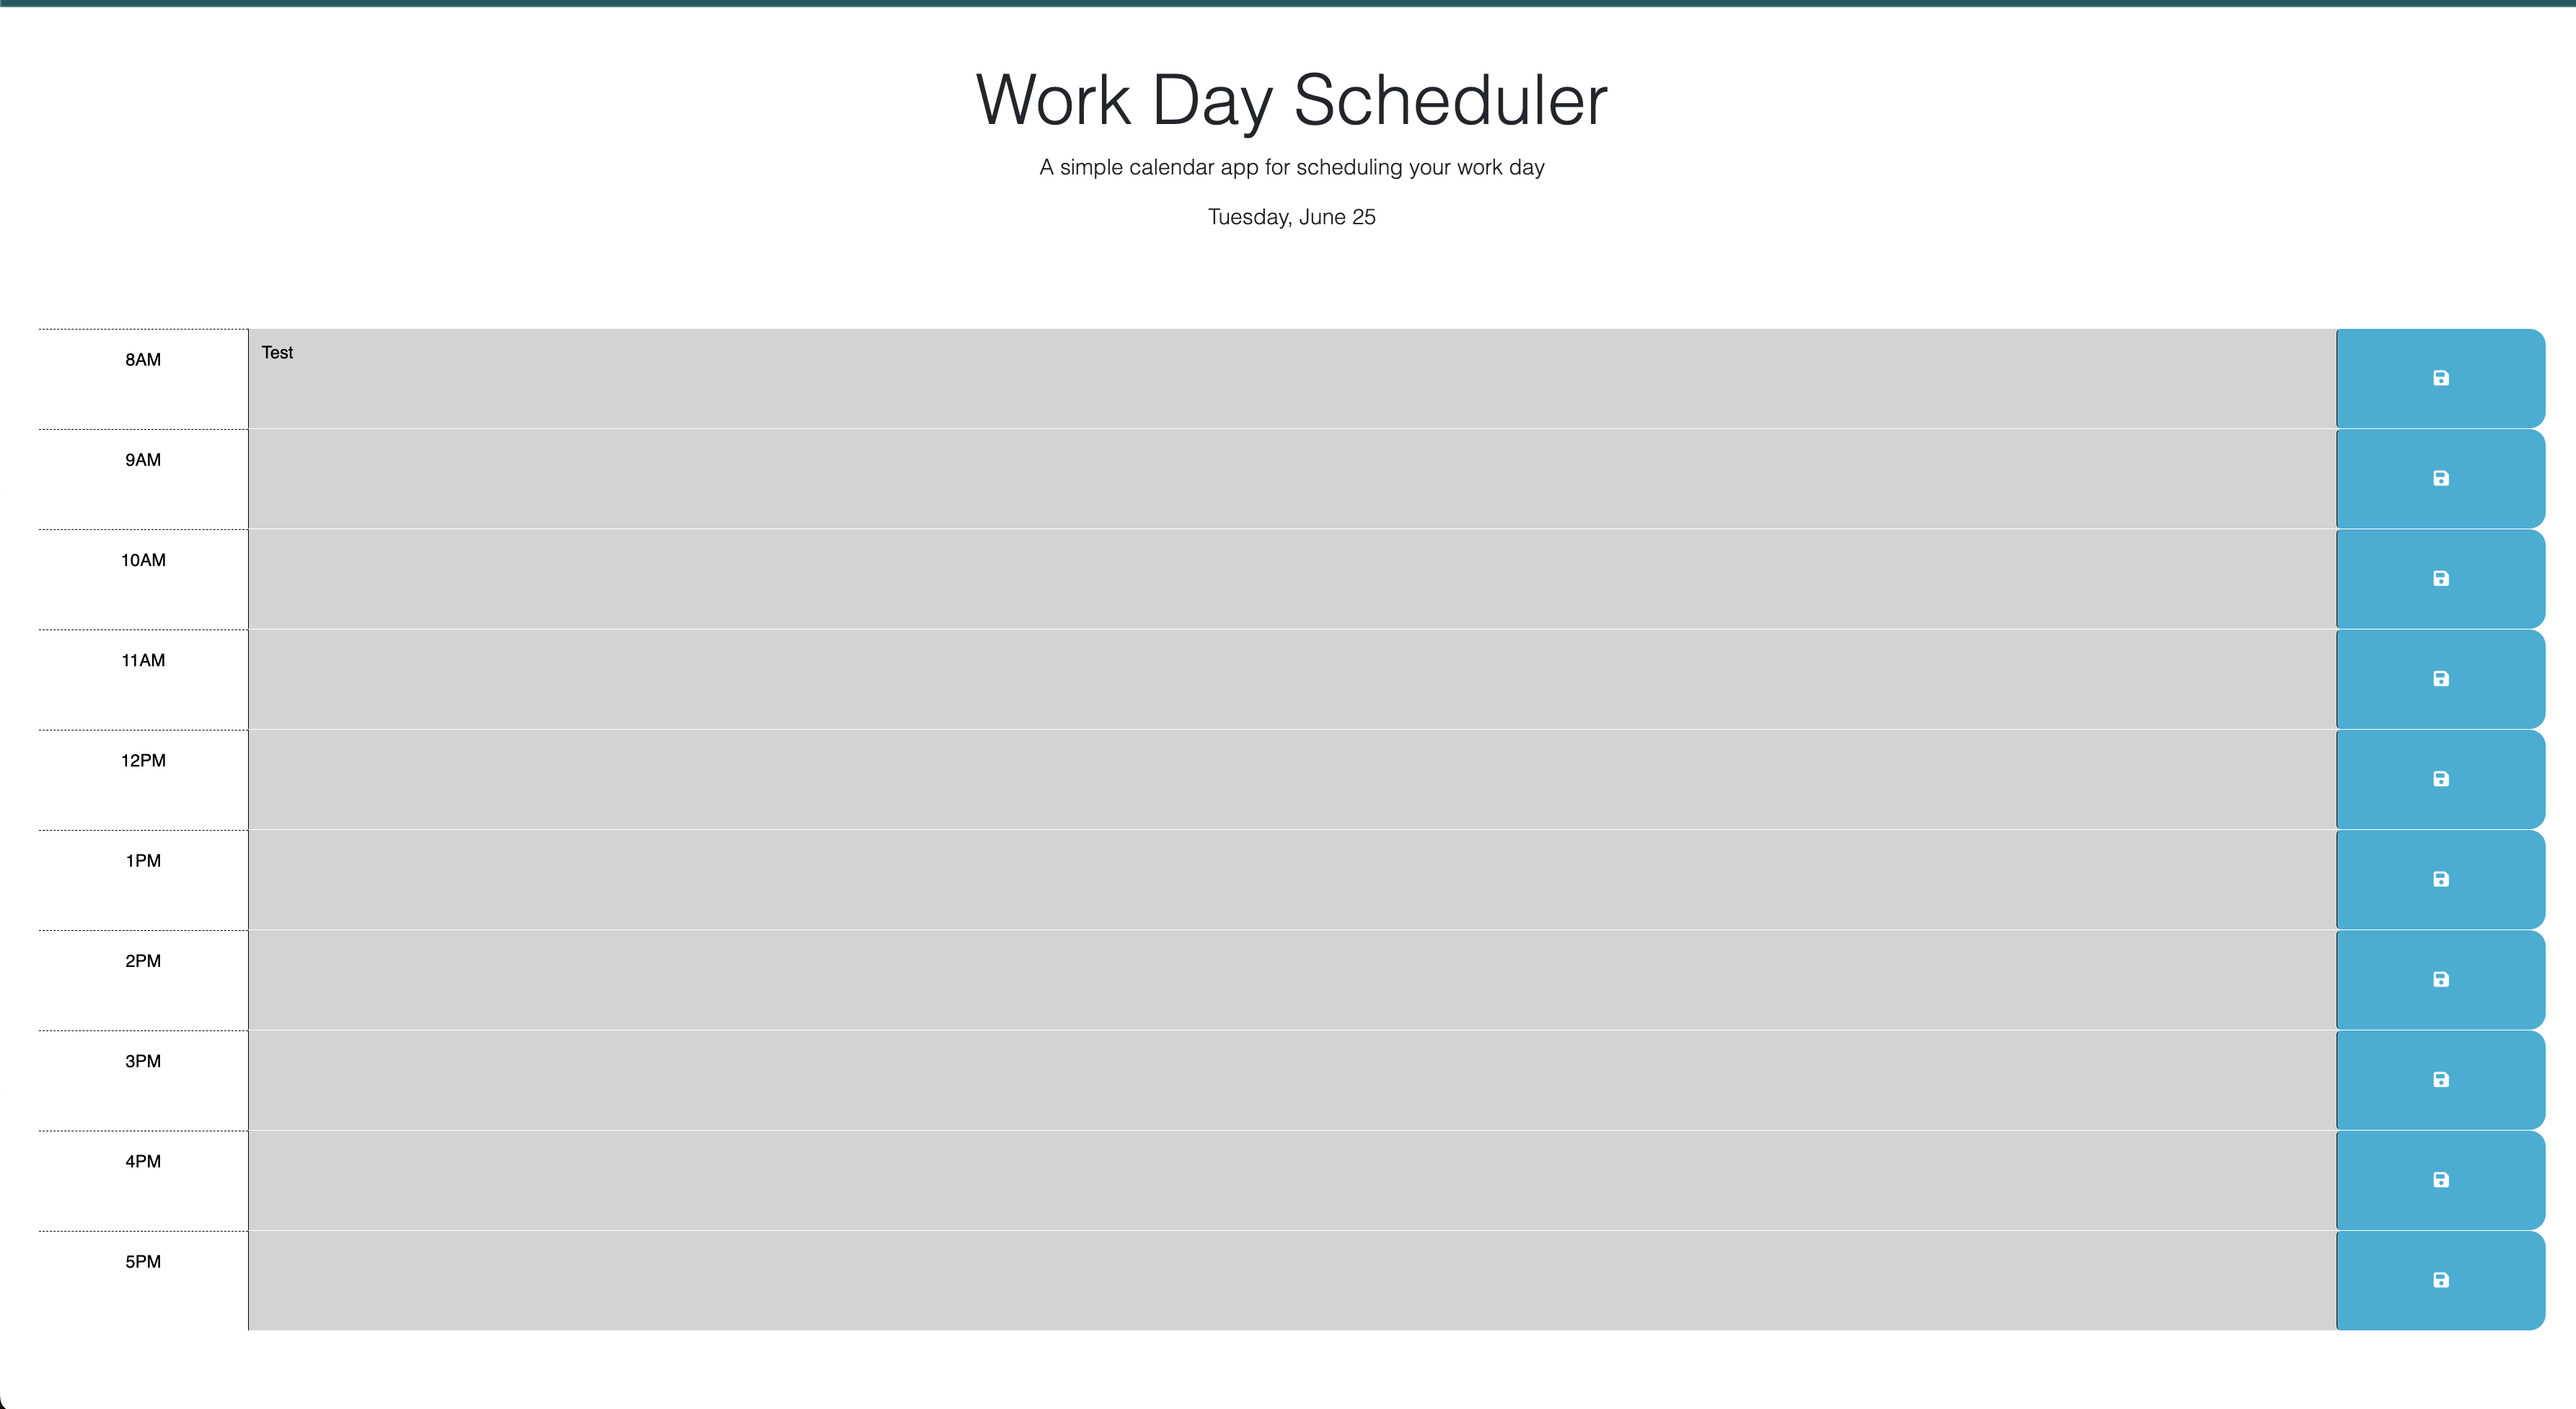 Work Day Scheduler
A simple calendar app for scheduling your work day
Tuesday, June 25
8AM
Test
9AM
10AM
11AM
12PM
1PM
2PM
3PM
4PM
5PM